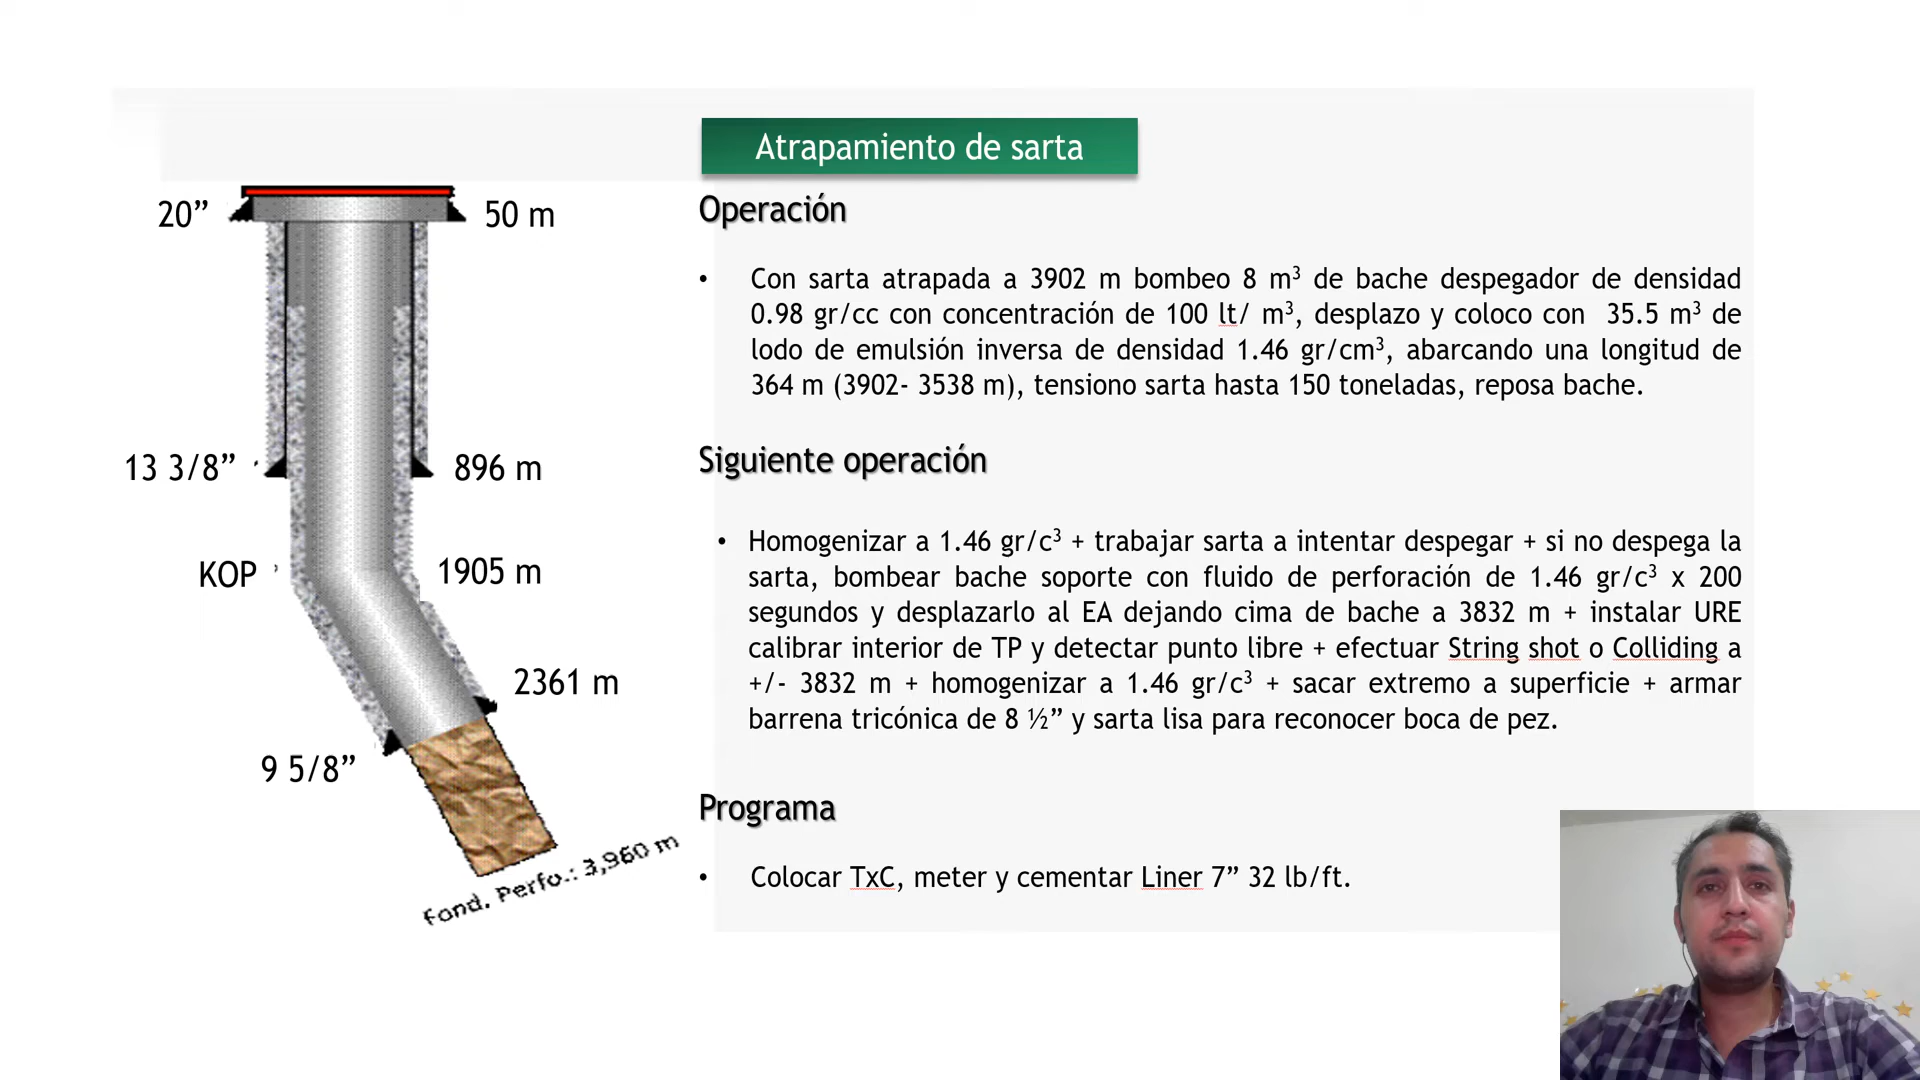 Atrapamiento de sarta
20” 50 m
13 3/8” 896 m
KOP 1905 m
2361 m
9 5/8”
Fond. Perfo.: 3,960 m
Operación
• Con sarta atrapada a 3902 m bombeo 8 m³ de bache despegador de densidad
0.98 gr/cc con concentración de 100 lt/ m³, desplazo y coloco con 35.5 m³ de
lodo de emulsión inversa de densidad 1.46 gr/cm³, abarcando una longitud de
364 m (3902- 3538 m), tensiono sarta hasta 150 toneladas, reposa bache.
Siguiente operación
• Homogenizar a 1.46 gr/c³ + trabajar sarta a intentar despegar + si no despega la
sarta, bombear bache soporte con fluido de perforación de 1.46 gr/c³ x 200
segundos y desplazarlo al EA dejando cima de bache a 3832 m + instalar URE
calibrar interior de TP y detectar punto libre + efectuar String shot o Colliding a
+/- 3832 m + homogenizar a 1.46 gr/c³ + sacar extremo a superficie + armar
barrena tricónica de 8 ½” y sarta lisa para reconocer boca de pez.
Programa
• Colocar TxC, meter y cementar Liner 7” 32 lb/ft.